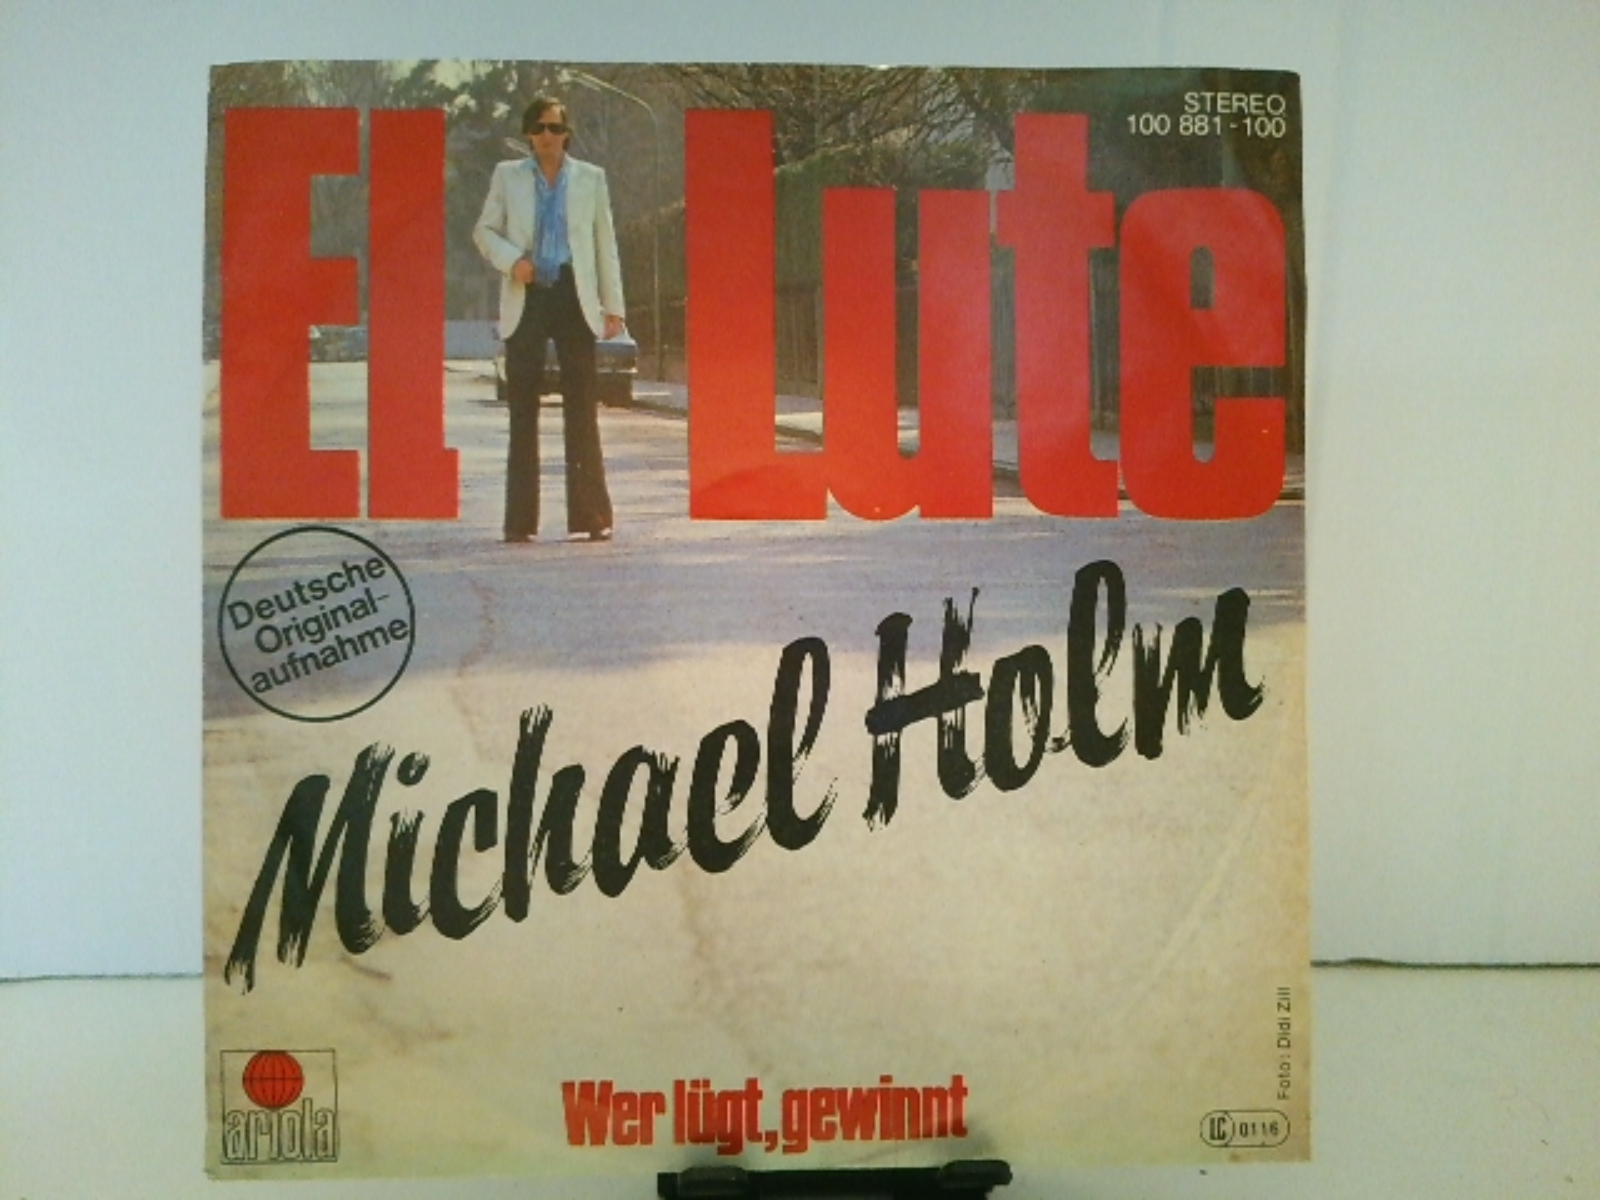 STEREO
100 881-100
El Lute
Deutsche
Original-
aufnahme
Michael Holm
Foto: Didi Zill
ariola
Wer lügt, gewinnt
LC 0116